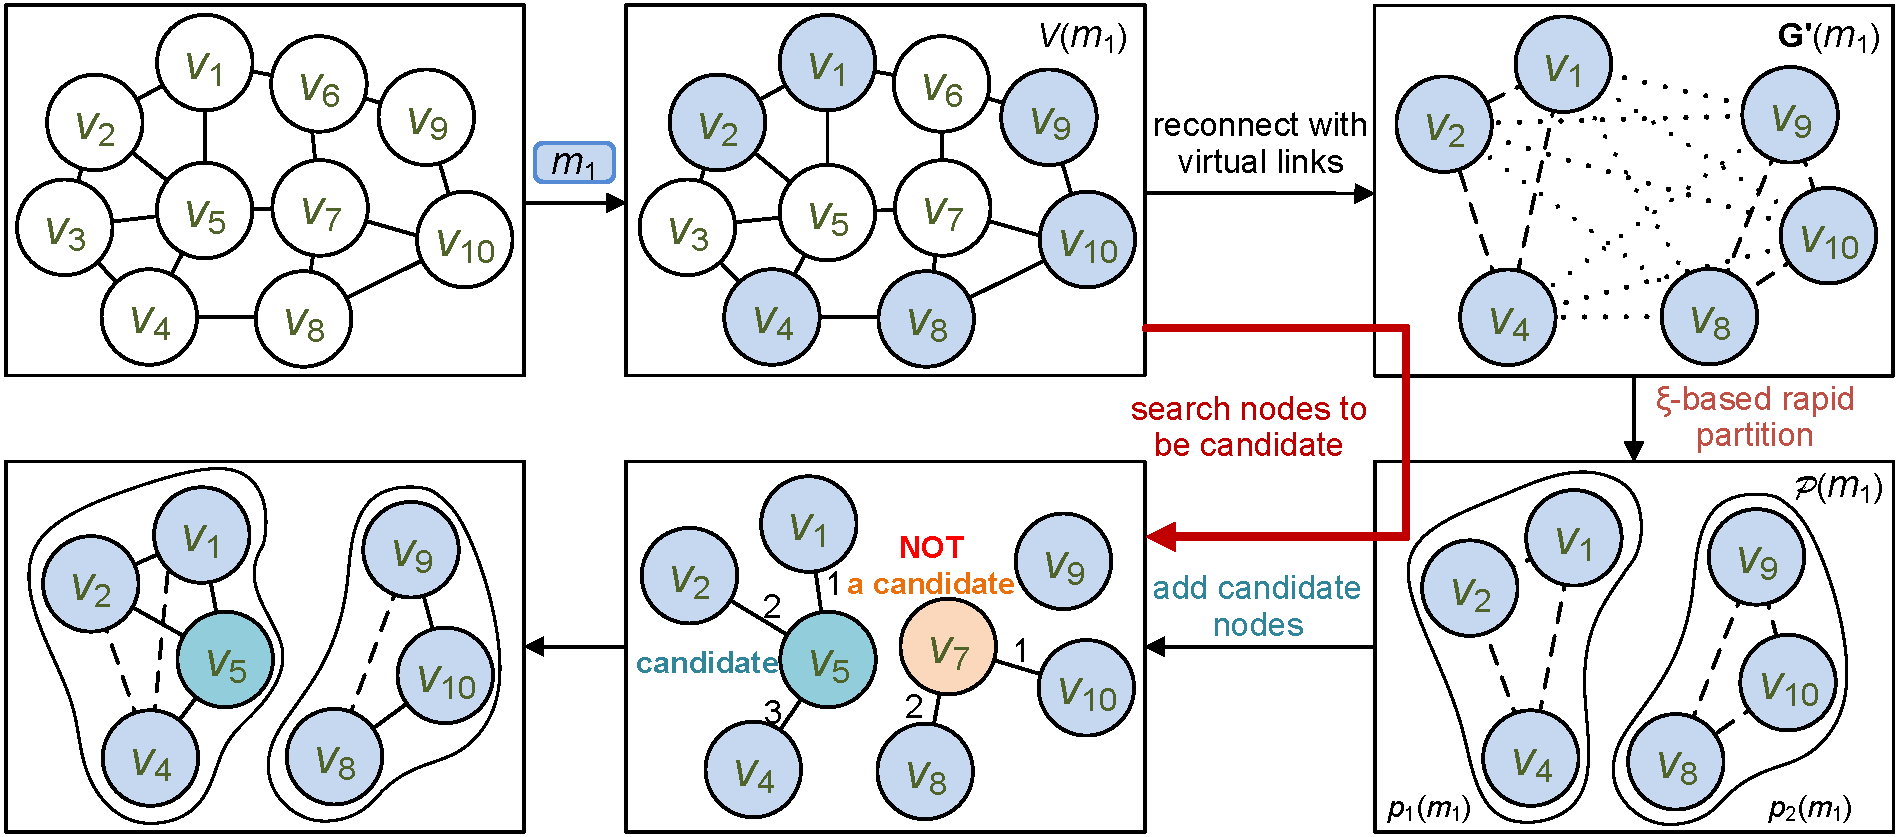 v1
v6
v9
v2
v5
v7
v3
v10
v4
v8
m1
V(m1)
v1
v6
v9
v2
v5
v7
v3
v10
v4
v8
reconnect with
virtual links
G'(m1)
v1
v9
v2
v10
v4
v8
search nodes to
be candidate
ξ-based rapid
partition
v1
v2
v9
v5
v10
v4
v8
v1
NOT
a candidate
v9
v2
1
2
candidate
v5
v7
1
v10
3
2
v4
v8
add candidate
nodes
𝒫(m1)
v1
v9
v2
v10
v4
v8
p1(m1)
p2(m1)